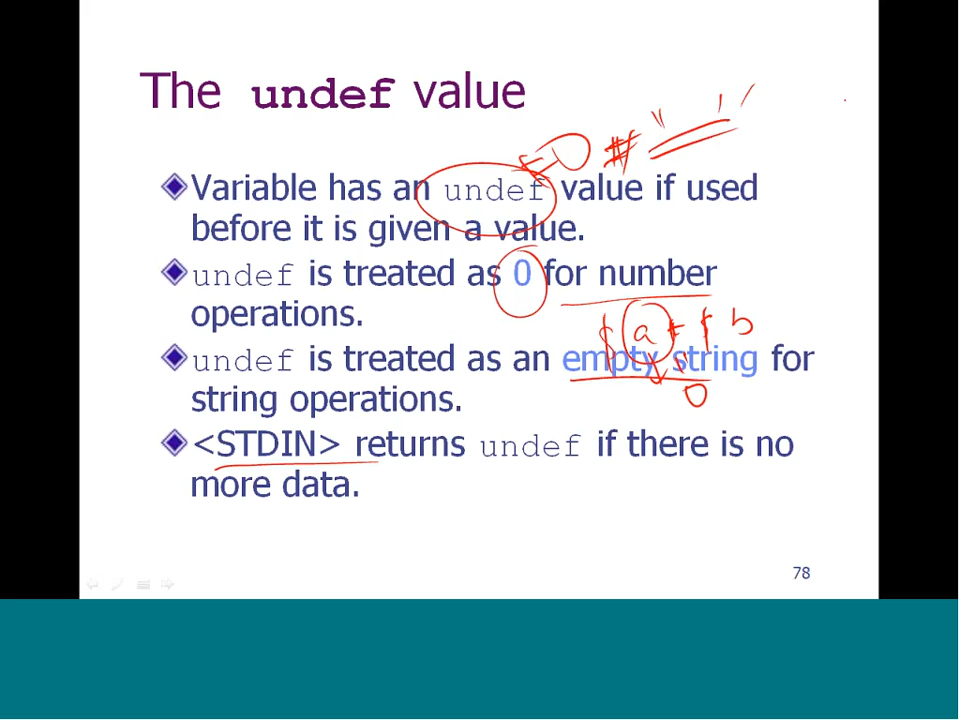 The undef value
Variable has an undef value if used
before it is given a value.
undef is treated as 0 for number
operations.
a + b
undef is treated as an empty string for
string operations.
0
<STDIN> returns undef if there is no
more data.
78